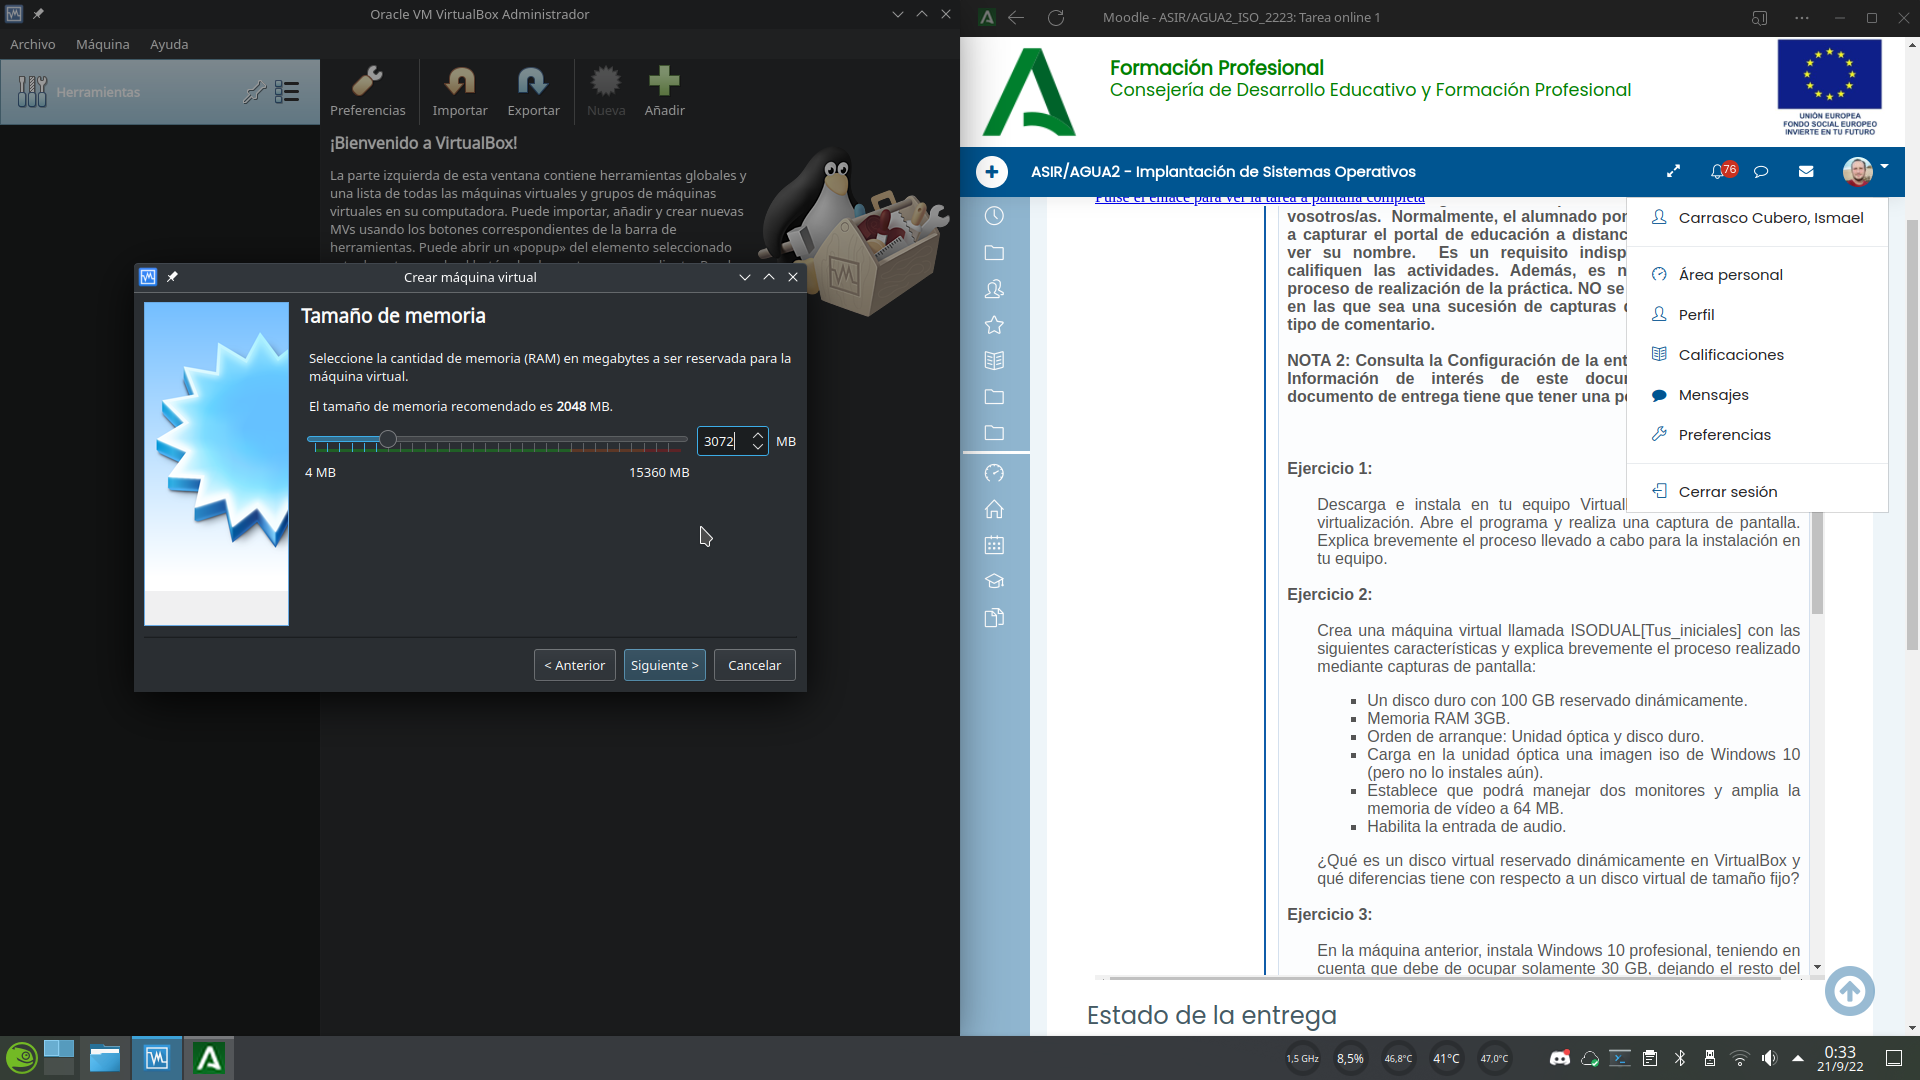 Oracle VM VirtualBox Administrador
Archivo Máquina Ayuda
Herramientas
Preferencias
Importar
Exportar
Nueva
Añadir
¡Bienvenido a VirtualBox!
La parte izquierda de esta ventana contiene herramientas globales y
una lista de todas las máquinas virtuales y grupos de máquinas
virtuales en su computadora. Puede importar, añadir y crear nuevas
MVs usando los botones correspondientes de la barra de
herramientas. Puede abrir un «popup» del elemento seleccionado
Crear máquina virtual
Tamaño de memoria
Seleccione la cantidad de memoria (RAM) en megabytes a ser reservada para la
máquina virtual.
El tamaño de memoria recomendado es 2048 MB.
3072 MB
4 MB 15360 MB
< Anterior
Siguiente >
Cancelar
Moodle - ASIR/AGUA2_ISO_2223: Tarea online 1
Formación Profesional
Consejería de Desarrollo Educativo y Formación Profesional
UNIÓN EUROPEA
FONDO SOCIAL EUROPEO
INVIERTE EN TU FUTURO
ASIR/AGUA2 - Implantación de Sistemas Operativos
76
Pulse el enlace para ver la tarea a pantalla completa
vosotros/as. Normalmente, el alumnado por
a capturar el portal de educación a distanc
ver su nombre. Es un requisito indisp
califiquen las actividades. Además, es n
proceso de realización de la práctica. NO se
en las que sea una sucesión de capturas
tipo de comentario.
NOTA 2: Consulta la Configuración de la ent
Información de interés de este docu
documento de entrega tiene que tener una p
Carrasco Cubero, Ismael
Área personal
Perfil
Calificaciones
Mensajes
Preferencias
Cerrar sesión
Ejercicio 1:
Descarga e instala en tu equipo Virtual
virtualización. Abre el programa y realiza una captura de pantalla.
Explica brevemente el proceso llevado a cabo para la instalación en
tu equipo.
Ejercicio 2:
Crea una máquina virtual llamada ISODUAL[Tus_iniciales] con las
siguientes características y explica brevemente el proceso realizado
mediante capturas de pantalla:
Un disco duro con 100 GB reservado dinámicamente.
Memoria RAM 3GB.
Orden de arranque: Unidad óptica y disco duro.
Carga en la unidad óptica una imagen iso de Windows 10
(pero no lo instales aún).
Establece que podrá manejar dos monitores y amplia la
memoria de vídeo a 64 MB.
Habilita la entrada de audio.
¿Qué es un disco virtual reservado dinámicamente en VirtualBox y
qué diferencias tiene con respecto a un disco virtual de tamaño fijo?
Ejercicio 3:
En la máquina anterior, instala Windows 10 profesional, teniendo en
cuenta que debe de ocupar solamente 30 GB, dejando el resto del
Estado de la entrega
1,5 GHz
8,5%
46,8°C
41°C
47,0°C
0:33
21/9/22